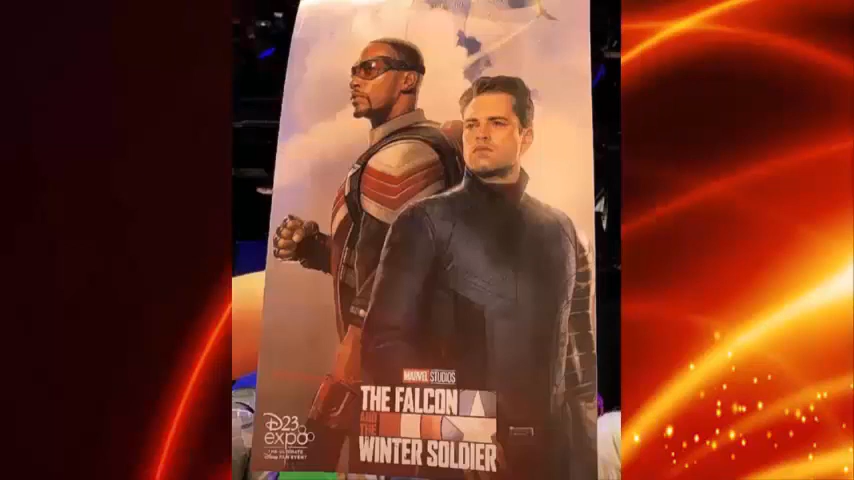 MARVEL STUDIOS
THE FALCON
AND THE
WINTER SOLDIER
D23
expo
THE ULTIMATE
Disney FAN EVENT